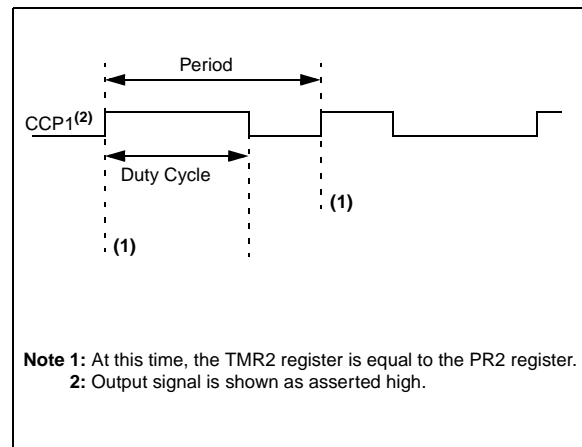 Period
CCP1(2)
Duty Cycle
(1)
(1)
Note 1: At this time, the TMR2 register is equal to the PR2 register.
2: Output signal is shown as asserted high.